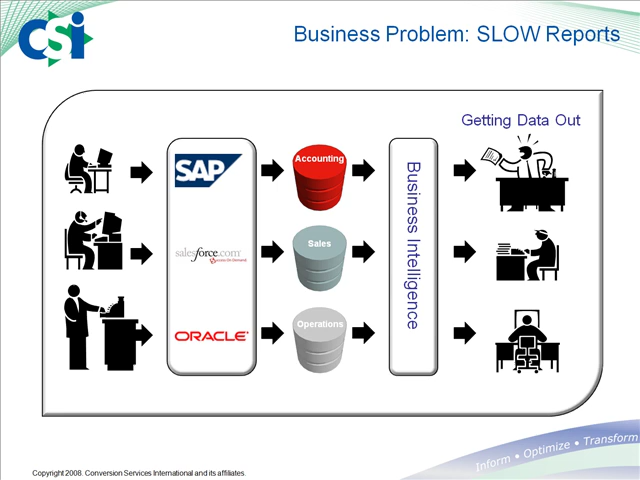 CSi
Business Problem: SLOW Reports
Getting Data Out
SAP
Accounting
salesforce.com
Sales
ORACLE
Operations
Business Intelligence
Inform • Optimize • Transform
Copyright 2008. Conversion Services International and its affiliates.